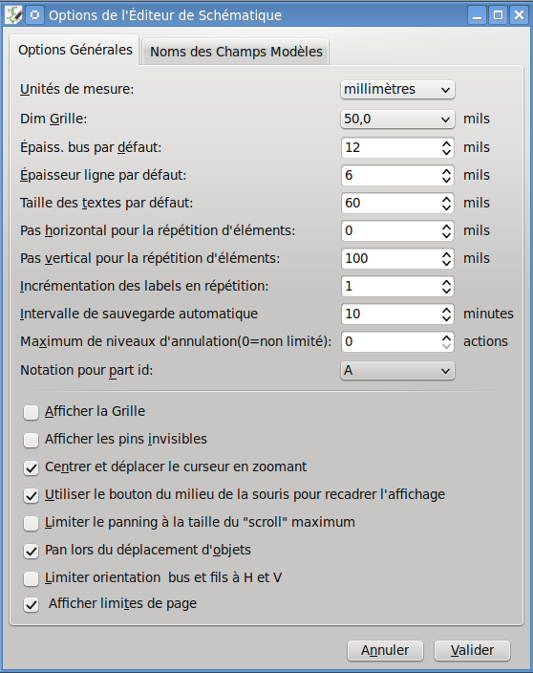 Options de l'Éditeur de Schématique
Options Générales Noms des Champs Modèles
Unités de mesure: millimètres
Dim Grille: 50,0 mils
Épaiss. bus par défaut: 12 mils
Épaisseur ligne par défaut: 6 mils
Taille des textes par défaut: 60 mils
Pas horizontal pour la répétition d'éléments: 0 mils
Pas vertical pour la répétition d'éléments: 100 mils
Incrémentation des labels en répétition: 1
Intervalle de sauvegarde automatique 10 minutes
Maximum de niveaux d'annulation(0=non limité): 0 actions
Notation pour part id: A
Afficher la Grille
Afficher les pins invisibles
Centrer et déplacer le curseur en zoomant
Utiliser le bouton du milieu de la souris pour recadrer l'affichage
Limiter le panning à la taille du "scroll" maximum
Pan lors du déplacement d'objets
Limiter orientation  bus et fils à H et V
Afficher limites de page
Annuler Valider